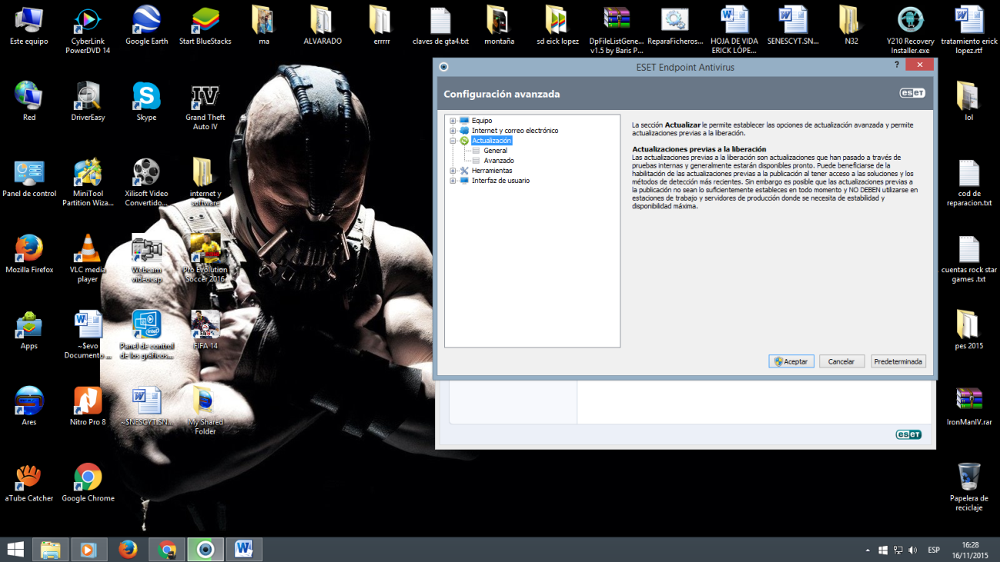 Este equipo
CyberLink
PowerDVD 14
Google Earth
Start BlueStacks
ma
ALVARADO
errrrr
claves de gta4.txt
montaña
sd eick lopez
DpFileListGene...
v1.5 by Baris P...
ReparaFicheros...
HOJA DE VIDA
ERICK LÓPE...
SENESCYT.SN...
N32
Y210 Recovery
Installer.exe
tratamiento erick
lopez.rtf
ESET Endpoint Antivirus
?
Configuración avanzada
eset
Equipo
Internet y correo electrónico
Actualización
General
Avanzado
Herramientas
Interfaz de usuario
La sección Actualizar le permite establecer las opciones de actualización avanzada y permite
actualizaciones previas a la liberación.
Actualizaciones previas a la liberación
Las actualizaciones previas a la liberación son actualizaciones que han pasado a través de
pruebas internas y generalmente estarán disponibles pronto. Puede beneficiarse de la
habilitación de las actualizaciones previas a la publicación al tener acceso a las soluciones y los
métodos de detección más recientes. Sin embargo es posible que las actualizaciones previas a
la publicación no sean lo suficientemente estableces en todo momento y NO DEBEN utilizarse en
estaciones de trabajo y servidores de producción donde se necesita de estabilidad y
disponibilidad máxima.
Aceptar
Cancelar
Predeterminada
eset
Red
DriverEasy
Skype
Grand Theft
Auto IV
lol
Panel de control
MiniTool
Partition Wiza...
Xilisoft Video
Convertido...
internet y
software
cod de
reparacion.txt
Mozilla Firefox
VLC media
player
Webcam
videocap
Pro Evolution
Soccer 2016
cuentas rock star
games .txt
Apps
~$evo
Documento ...
Panel de control
de los gráficos...
FIFA 14
pes 2015
Ares
Nitro Pro 8
~$NESCYT.SN...
My Shared
Folder
IronManIV.rar
aTube Catcher
Google Chrome
Papelera de
reciclaje
ESP
16:28
16/11/2015